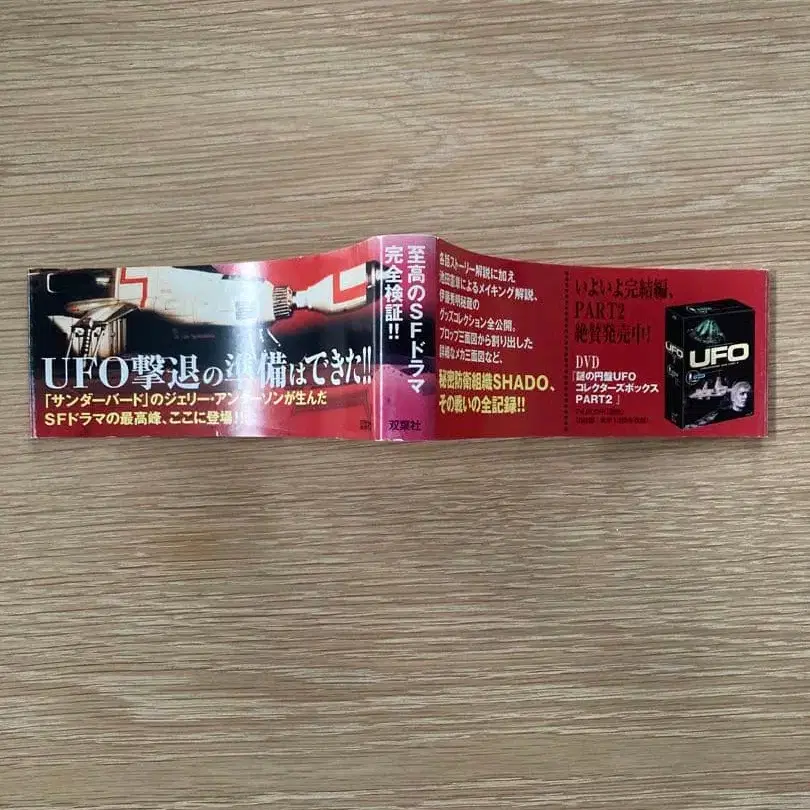 UFO撃退の準備はできた!!
「サンダーバード」のジェリー・アンダーソンが生んだ
SFドラマの最高峰、ここに登場!!
至高のSFドラマ
完全検証!!
双葉社
各話ストーリー解説に加え
池田憲章によるメイキング解説、
伊藤秀明秘蔵の
グッズコレクション全公開。
プロップ三面図から割り出した
詳細なメカ三面図など、
秘密防衛組織SHADO、
その戦いの全記録!!
いよいよ完結編、
PART2
絶賛発売中!
DVD
『謎の円盤UFO
コレクターズボックス
PART2』
UFO